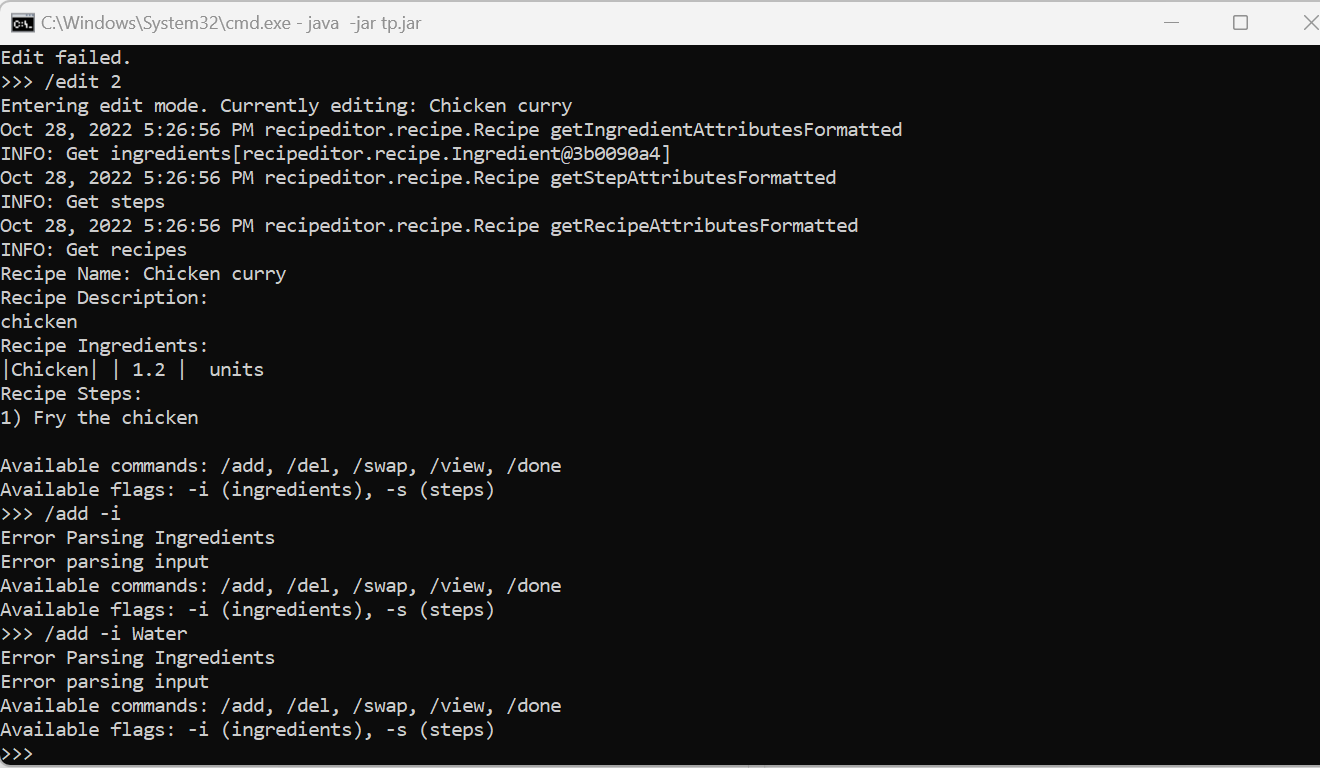 C:\Windows\System32\cmd.exe - java  -jar tp.jar
Edit failed.
>>> /edit 2
Entering edit mode. Currently editing: Chicken curry
Oct 28, 2022 5:26:56 PM recipeditor.recipe.Recipe getIngredientAttributesFormatted
INFO: Get ingredients[recipeditor.recipe.Ingredient@3b0090a4]
Oct 28, 2022 5:26:56 PM recipeditor.recipe.Recipe getStepAttributesFormatted
INFO: Get steps
Oct 28, 2022 5:26:56 PM recipeditor.recipe.Recipe getRecipeAttributesFormatted
INFO: Get recipes
Recipe Name: Chicken curry
Recipe Description:
chicken
Recipe Ingredients:
|Chicken| | 1.2 |  units
Recipe Steps:
1) Fry the chicken

Available commands: /add, /del, /swap, /view, /done
Available flags: -i (ingredients), -s (steps)
>>> /add -i
Error Parsing Ingredients
Error parsing input
Available commands: /add, /del, /swap, /view, /done
Available flags: -i (ingredients), -s (steps)
>>> /add -i Water
Error Parsing Ingredients
Error parsing input
Available commands: /add, /del, /swap, /view, /done
Available flags: -i (ingredients), -s (steps)
>>>